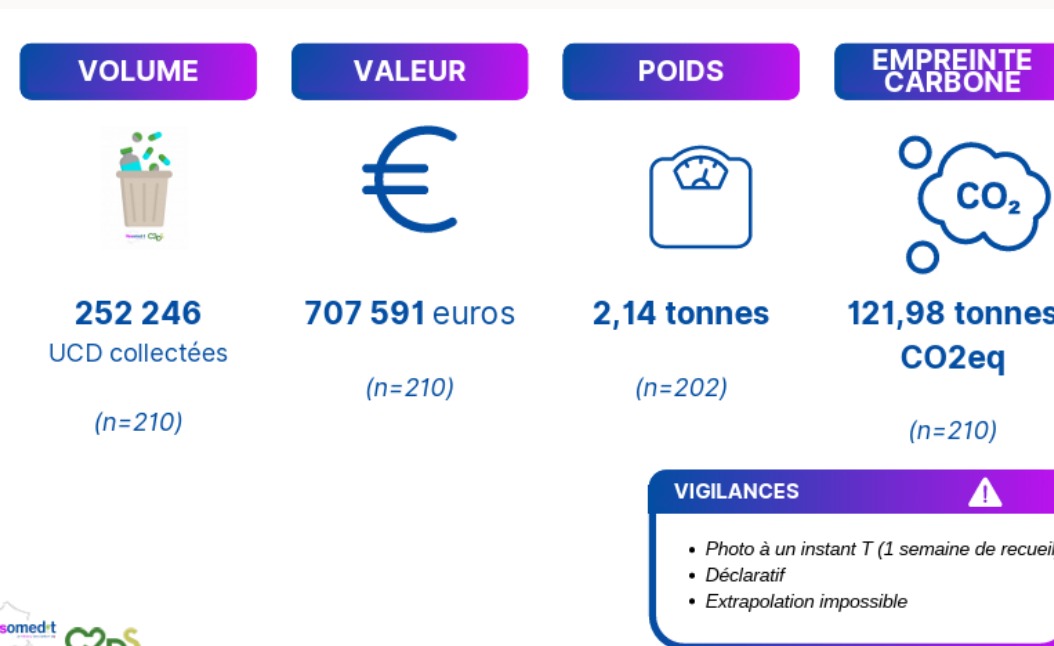 VOLUME
VALEUR
POIDS
EMPREINTE
CARBONE
CO₂
252 246
UCD collectées
(n=210)
707 591 euros
(n=210)
2,14 tonnes
(n=202)
121,98 tonnes
CO2eq
(n=210)
VIGILANCES
Photo à un instant T (1 semaine de recueil
Déclaratif
Extrapolation impossible